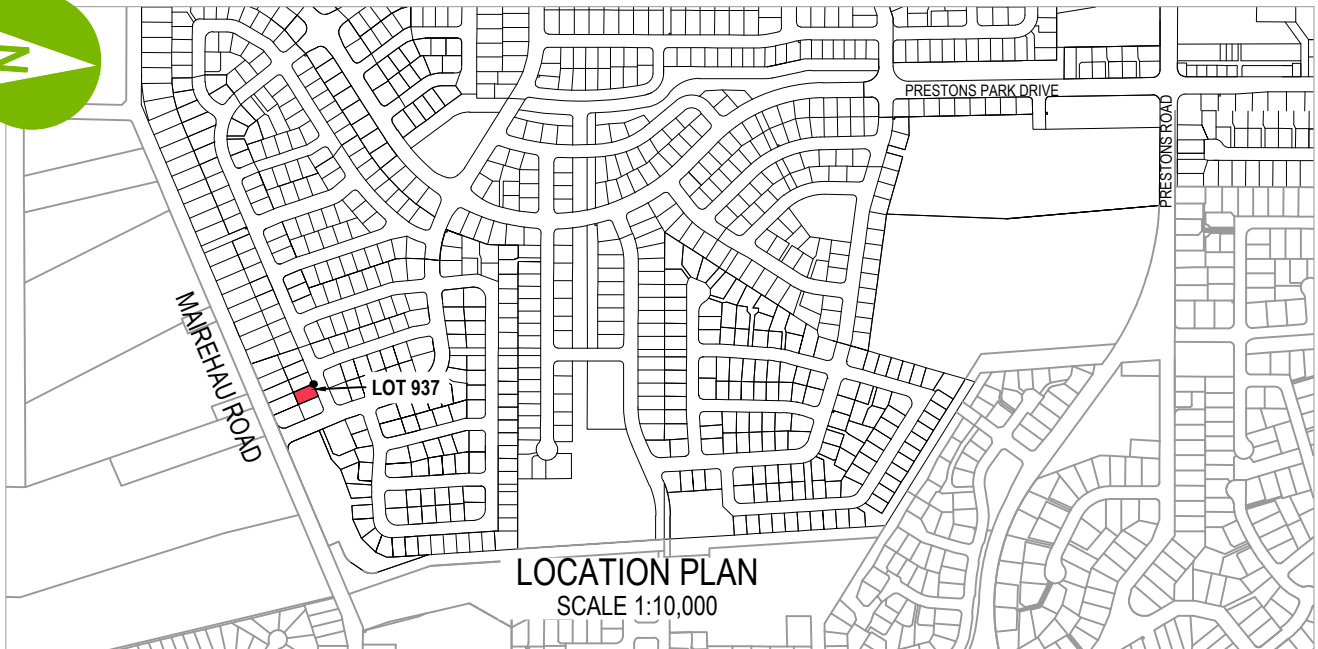 N
PRESTONS PARK DRIVE
PRESTONS ROAD
MAIREHAU ROAD
LOT 937
LOCATION PLAN
SCALE 1:10,000